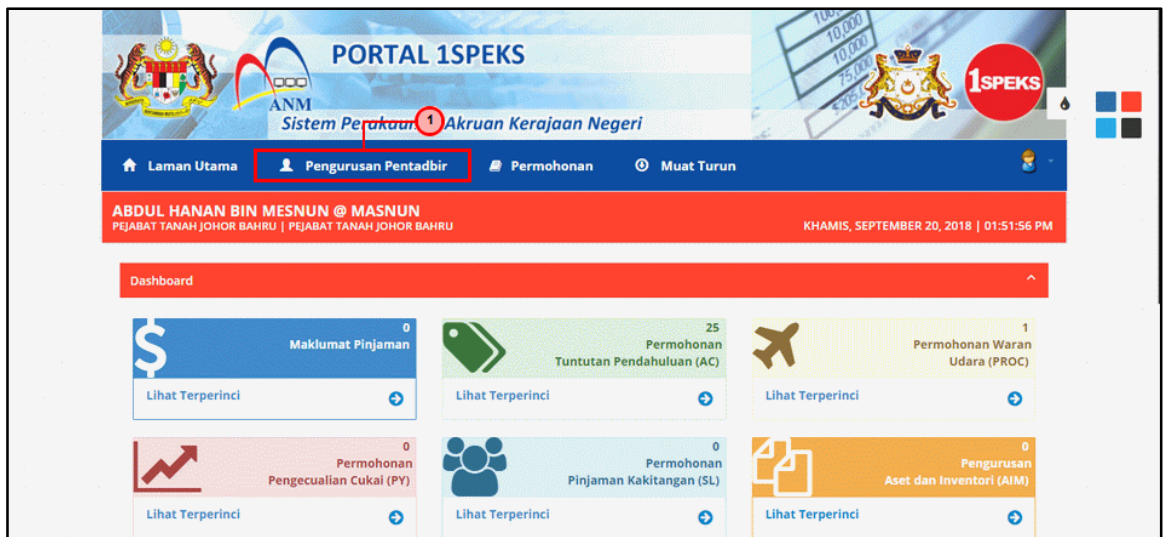 PORTAL 1SPEKS
ANM
1SPEKS
Sistem Perakaunan Akruan Kerajaan Negeri
1
Laman Utama Pengurusan Pentadbir Permohonan Muat Turun
ABDUL HANAN BIN MESNUN @ MASNUN
PEJABAT TANAH JOHOR BAHRU | PEJABAT TANAH JOHOR BAHRU
KHAMIS, SEPTEMBER 20, 2018 | 01:51:56 PM
Dashboard
0
Maklumat Pinjaman
Lihat Terperinci
25
Permohonan
Tuntutan Pendahuluan (AC)
Lihat Terperinci
1
Permohonan Waran
Udara (PROC)
Lihat Terperinci
0
Permohonan
Pengecualian Cukai (PY)
Lihat Terperinci
0
Permohonan
Pinjaman Kakitangan (SL)
Lihat Terperinci
0
Pengurusan
Aset dan Inventori (AIM)
Lihat Terperinci